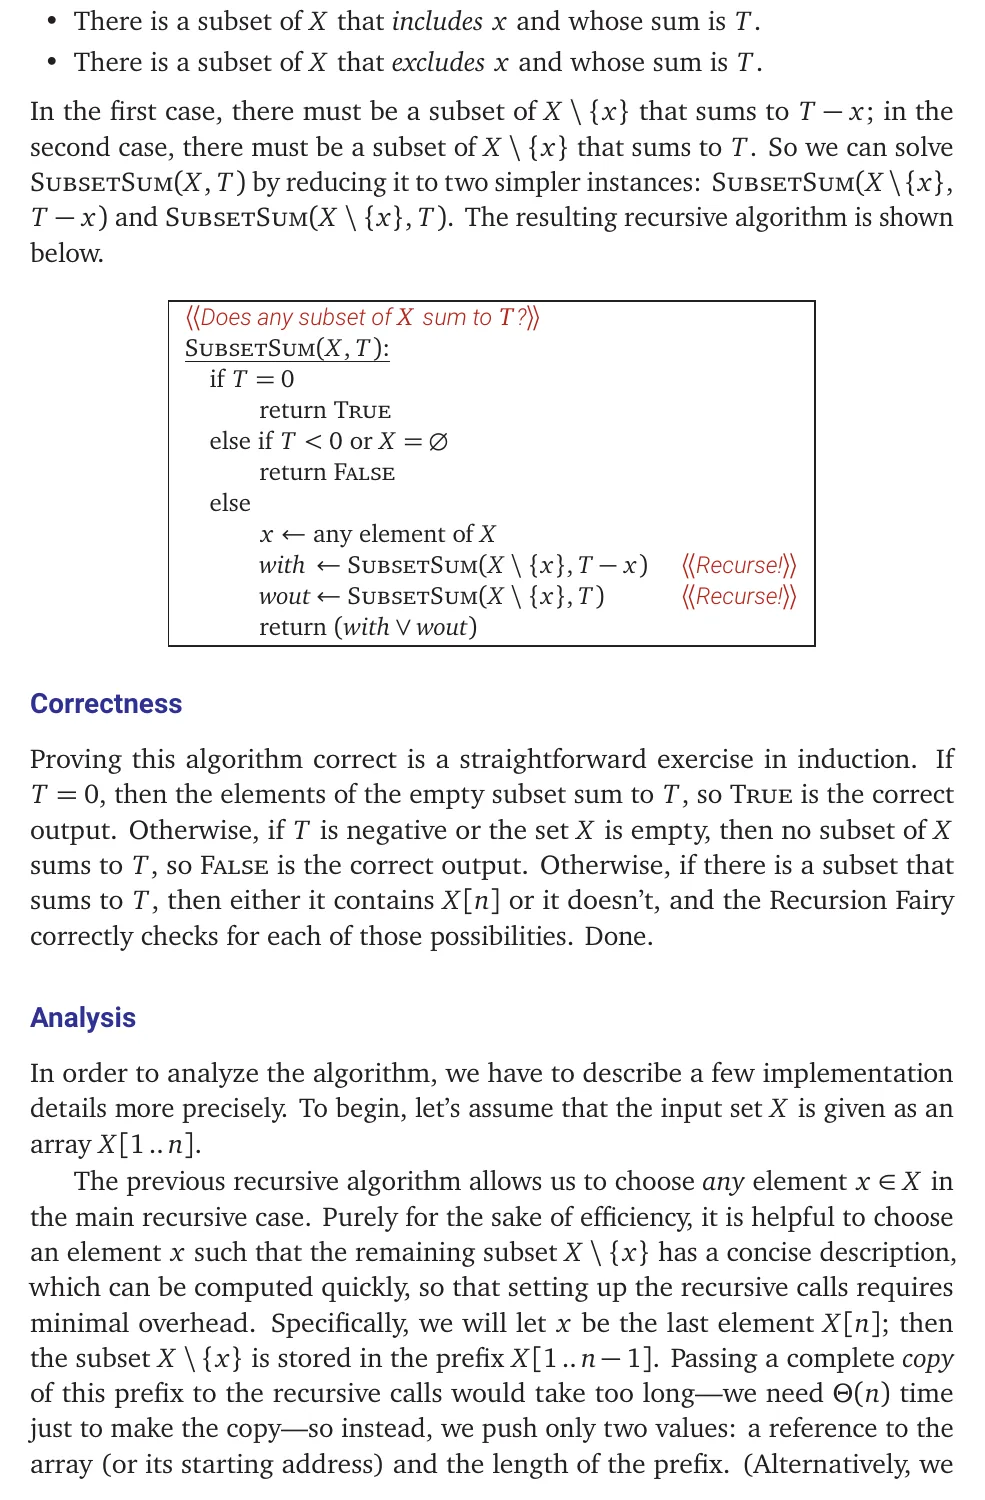 • There is a subset of X that includes x and whose sum is T.
• There is a subset of X that excludes x and whose sum is T.
In the first case, there must be a subset of X \ {x} that sums to T − x; in the
second case, there must be a subset of X \ {x} that sums to T. So we can solve
SubsetSum(X, T) by reducing it to two simpler instances: SubsetSum(X \ {x},
T − x) and SubsetSum(X \ {x}, T). The resulting recursive algorithm is shown
below.
⟨⟨Does any subset of X sum to T?⟩⟩
SubsetSum(X, T):
if T = 0
return True
else if T < 0 or X = ∅
return False
else
x ← any element of X
with ← SubsetSum(X \ {x}, T − x) ⟨⟨Recurse!⟩⟩
wout ← SubsetSum(X \ {x}, T) ⟨⟨Recurse!⟩⟩
return (with ∨ wout)
Correctness
Proving this algorithm correct is a straightforward exercise in induction. If
T = 0, then the elements of the empty subset sum to T, so True is the correct
output. Otherwise, if T is negative or the set X is empty, then no subset of X
sums to T, so False is the correct output. Otherwise, if there is a subset that
sums to T, then either it contains X[n] or it doesn’t, and the Recursion Fairy
correctly checks for each of those possibilities. Done.
Analysis
In order to analyze the algorithm, we have to describe a few implementation
details more precisely. To begin, let’s assume that the input set X is given as an
array X[1 .. n].
The previous recursive algorithm allows us to choose any element x ∈ X in
the main recursive case. Purely for the sake of efficiency, it is helpful to choose
an element x such that the remaining subset X \ {x} has a concise description,
which can be computed quickly, so that setting up the recursive calls requires
minimal overhead. Specifically, we will let x be the last element X[n]; then
the subset X \ {x} is stored in the prefix X[1 .. n − 1]. Passing a complete copy
of this prefix to the recursive calls would take too long—we need Θ(n) time
just to make the copy—so instead, we push only two values: a reference to the
array (or its starting address) and the length of the prefix. (Alternatively, we